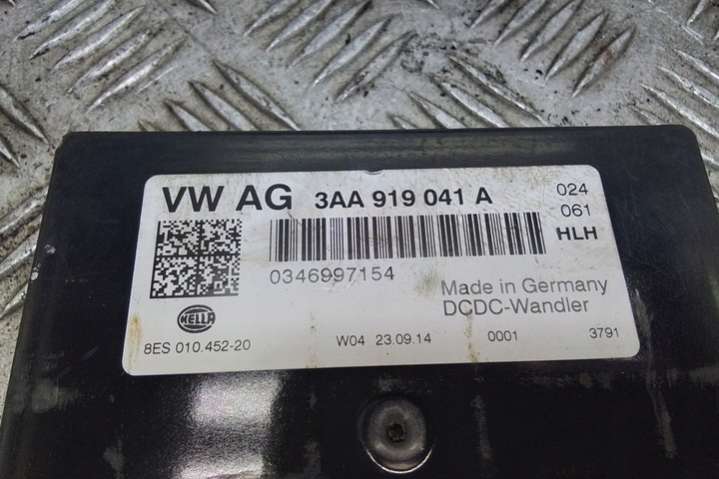 VW AG 3AA 919 041 A 024
061
HLH
0346997154
Made in Germany
DCDC-Wandler
HELLA
8ES 010.452-20 W04 23.09.14 0001 3791